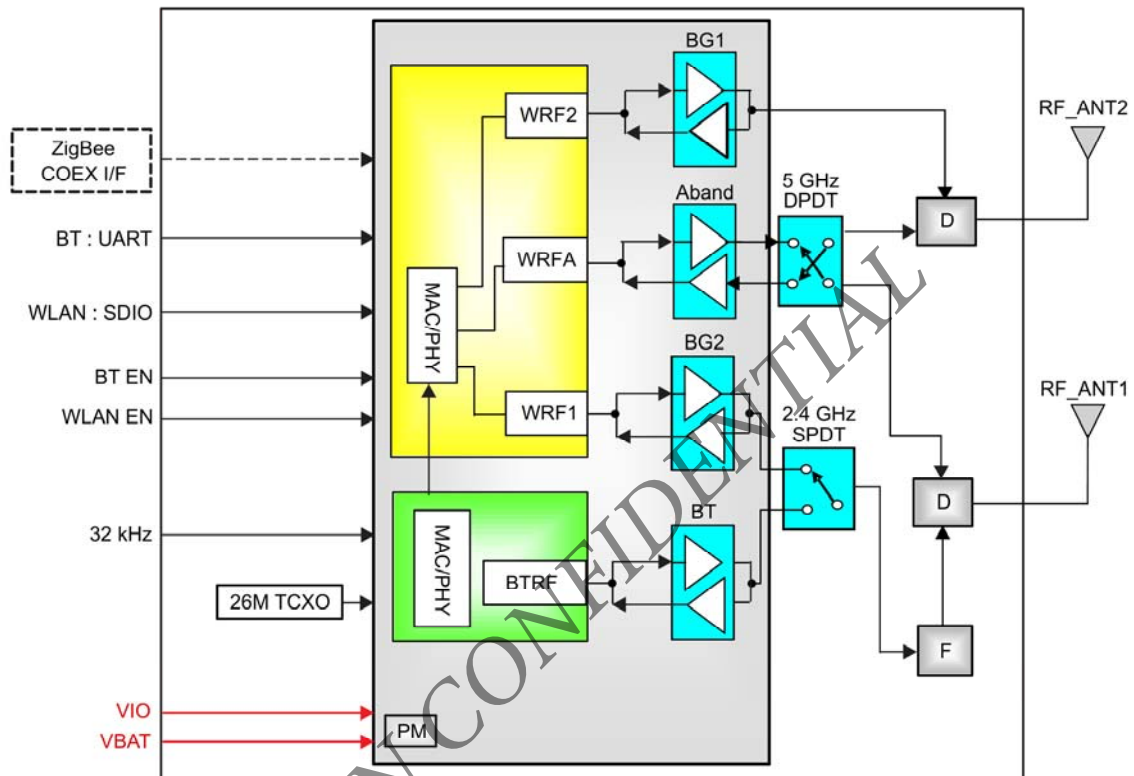 BG1
WRF2
RF_ANT2
ZigBee
COEX I/F
Aband
5 GHz
DPDT
D
BT : UART
WRFA
MAC/PHY
WLAN : SDIO
BG2
BT EN
RF_ANT1
WLAN EN
WRF1
2.4 GHz
SPDT
D
BT
32 kHz
MAC/PHY
BTRF
26M TCXO
F
VIO
VBAT
PM
N CONFIDENTIAL